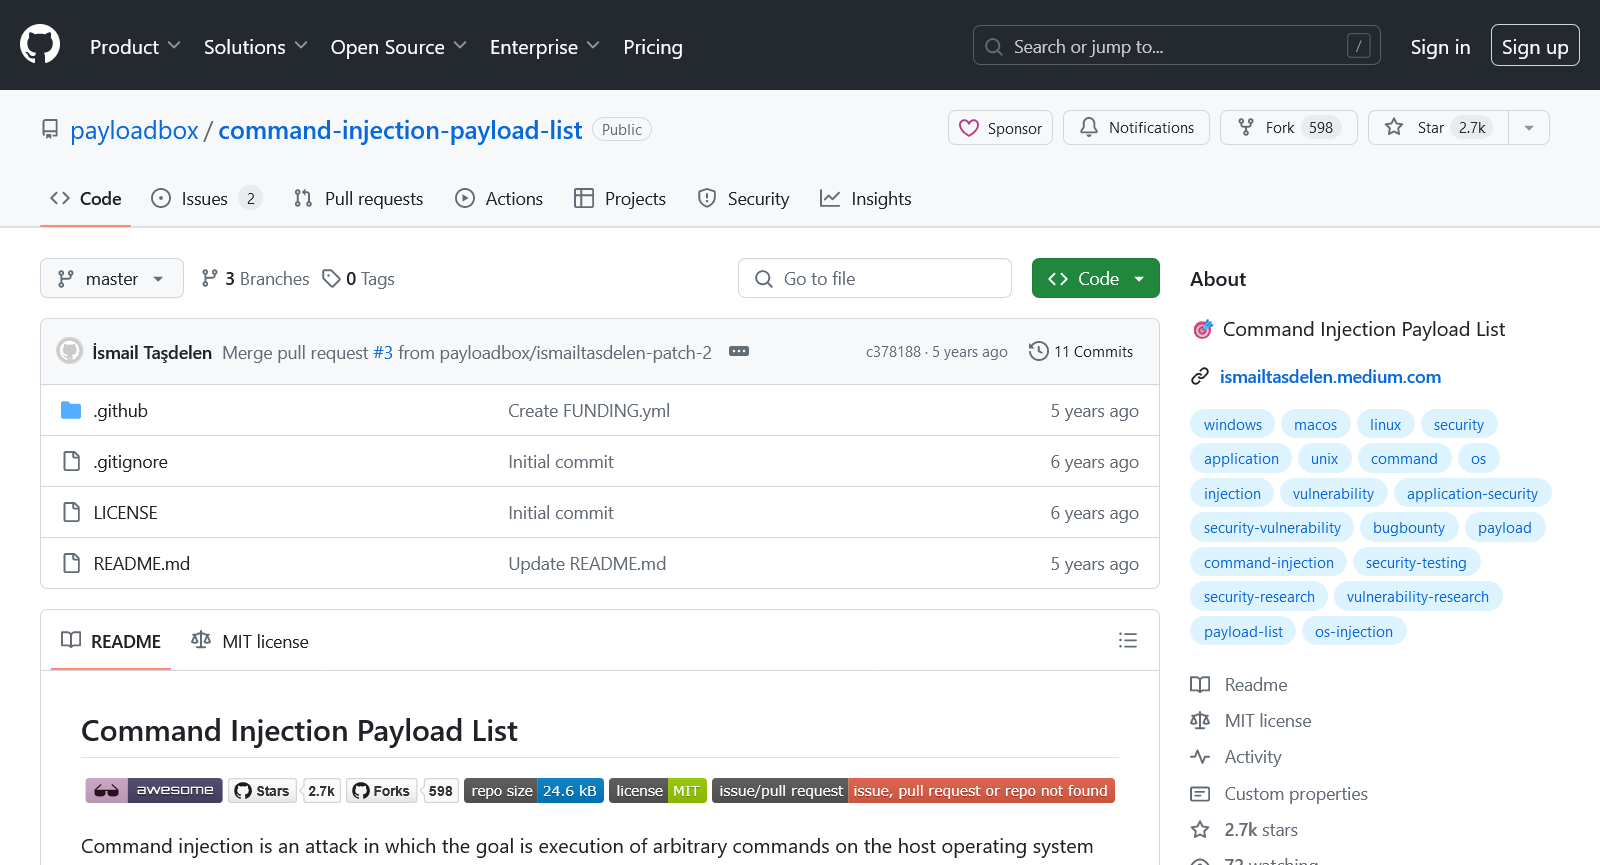 Product Solutions Open Source Enterprise Pricing Search or jump to... / Sign in Sign up
payloadbox / command-injection-payload-list Public Sponsor Notifications Fork 598 Star 2.7k
Code Issues 2 Pull requests Actions Projects Security Insights
master 3 Branches 0 Tags Go to file Code
İsmail Taşdelen Merge pull request #3 from payloadbox/ismailtasdelen-patch-2 c378188 · 5 years ago 11 Commits
.github Create FUNDING.yml 5 years ago
.gitignore Initial commit 6 years ago
LICENSE Initial commit 6 years ago
README.md Update README.md 5 years ago
README MIT license
Command Injection Payload List
awesome Stars 2.7k Forks 598 repo size 24.6 kB license MIT issue/pull request issue, pull request or repo not found
Command injection is an attack in which the goal is execution of arbitrary commands on the host operating system
About
Command Injection Payload List
ismailtasdelen.medium.com
windows macos linux security
application unix command os
injection vulnerability application-security
security-vulnerability bugbounty payload
command-injection security-testing
security-research vulnerability-research
payload-list os-injection
Readme
MIT license
Activity
Custom properties
2.7k stars
72 watching